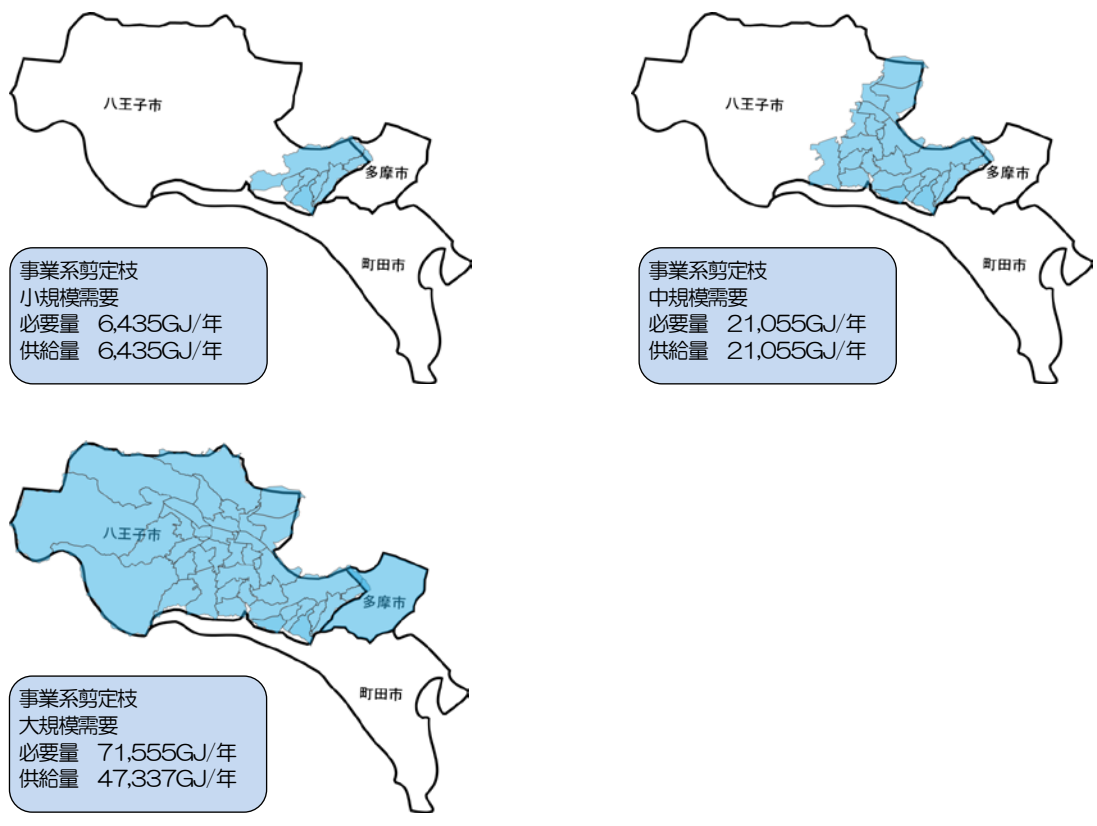 八王子市
多摩市
町田市
事業系剪定枝
小規模需要
必要量 6,435GJ/年
供給量 6,435GJ/年
八王子市
多摩市
町田市
事業系剪定枝
中規模需要
必要量 21,055GJ/年
供給量 21,055GJ/年
八王子市
多摩市
町田市
事業系剪定枝
大規模需要
必要量 71,555GJ/年
供給量 47,337GJ/年